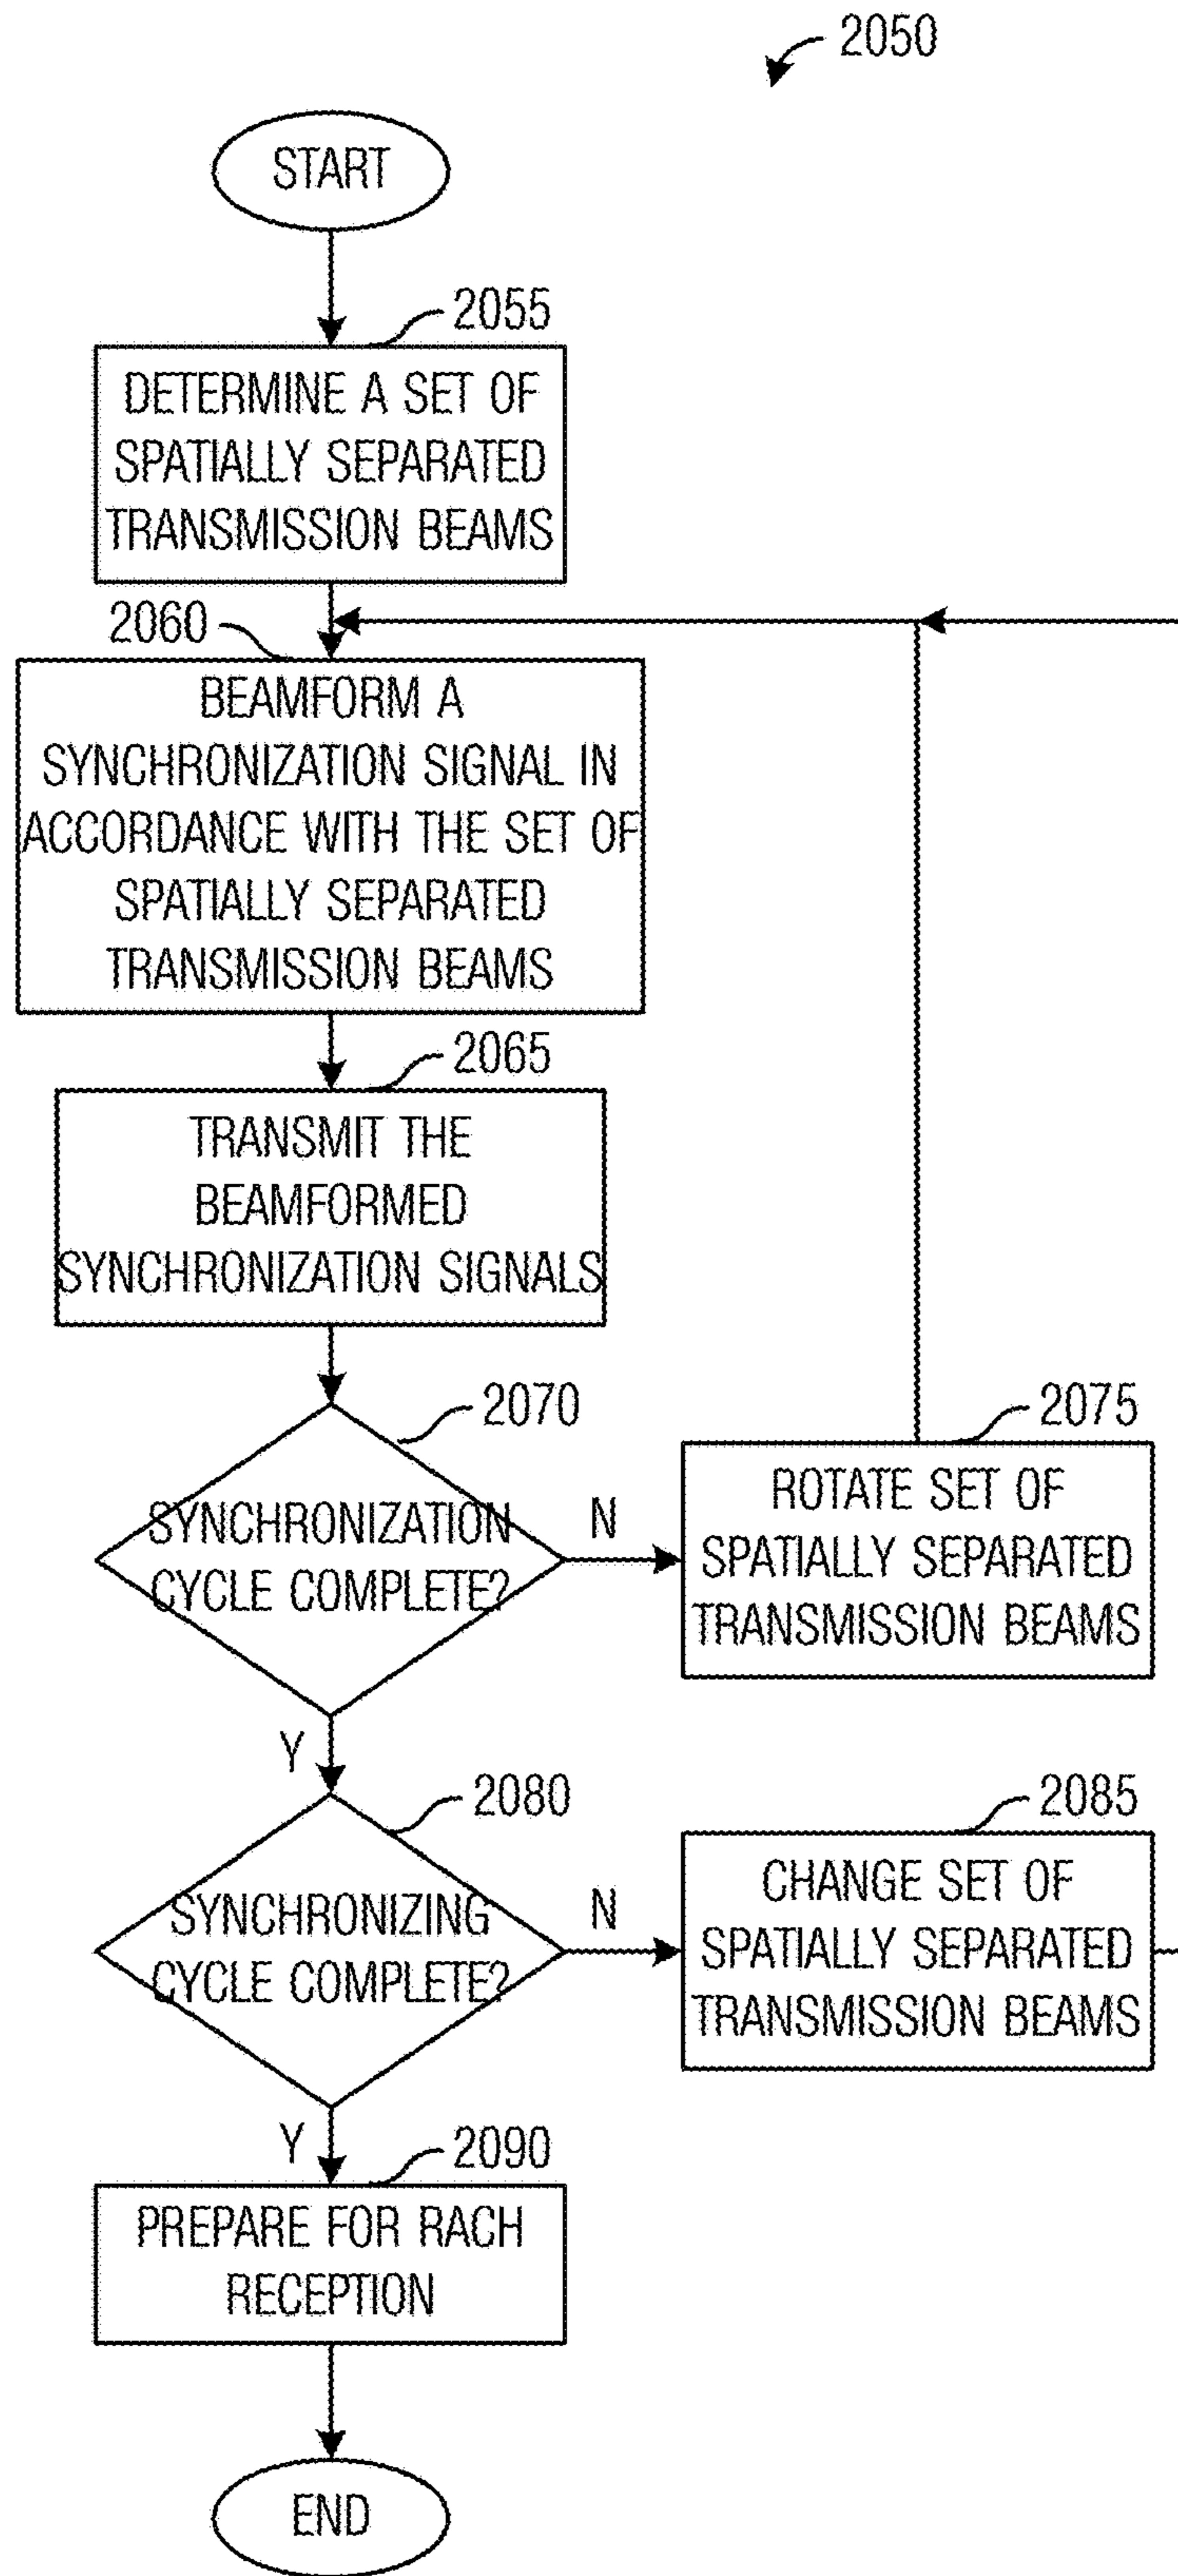 2050
START
2055
DETERMINE A SET OF
SPATIALLY SEPARATED
TRANSMISSION BEAMS
2060
BEAMFORM A
SYNCHRONIZATION SIGNAL IN
ACCORDANCE WITH THE SET OF
SPATIALLY SEPARATED
TRANSMISSION BEAMS
2065
TRANSMIT THE
BEAMFORMED
SYNCHRONIZATION SIGNALS
2070
SYNCHRONIZATION
CYCLE COMPLETE?
N
2075
ROTATE SET OF
SPATIALLY SEPARATED
TRANSMISSION BEAMS
Y
2080
SYNCHRONIZING
CYCLE COMPLETE?
N
2085
CHANGE SET OF
SPATIALLY SEPARATED
TRANSMISSION BEAMS
Y
2090
PREPARE FOR RACH
RECEPTION
END